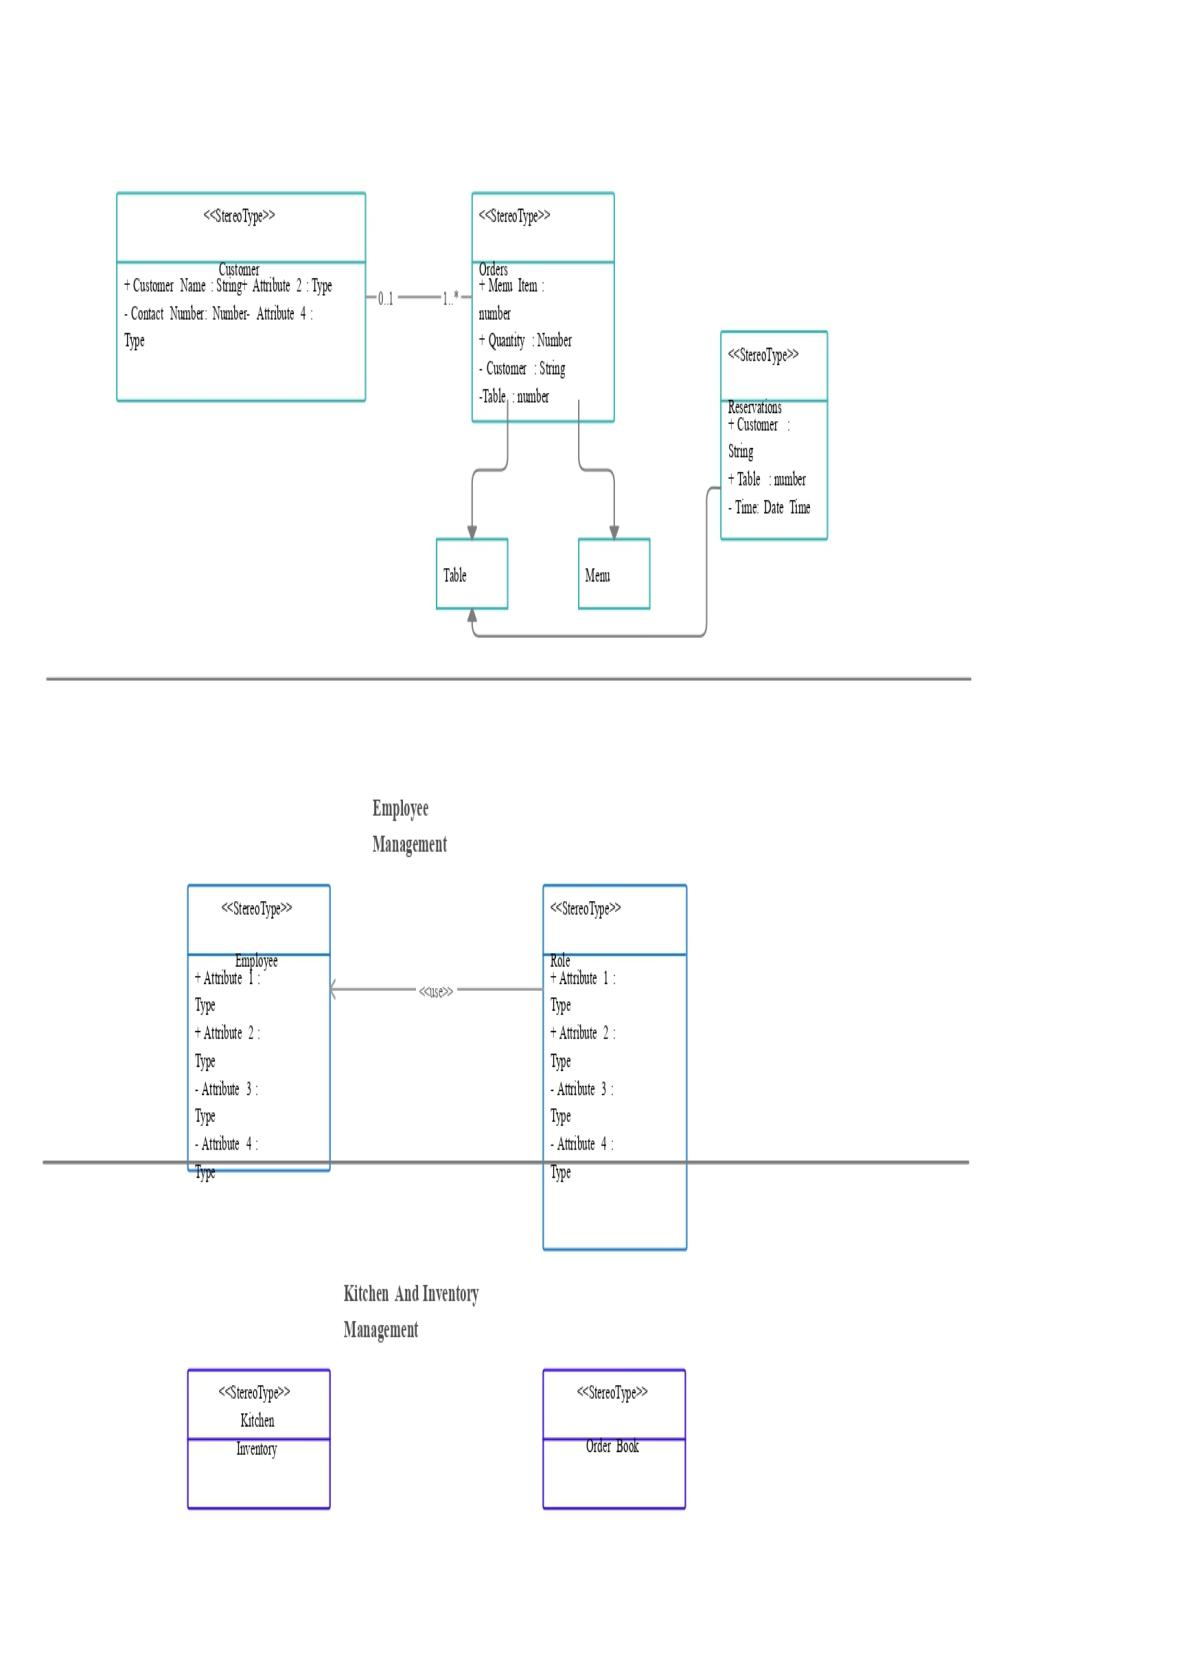 <<StereoType>>
Customer
+ Customer Name : String+ Attribute 2 : Type
- Contact Number: Number- Attribute 4 :
Type
0..1
1..*
<<StereoType>>
Orders
+ Menu Item :
number
+ Quantity : Number
- Customer : String
-Table : number
<<StereoType>>
Reservations
+ Customer :
String
+ Table : number
- Time: Date Time
Table
Menu
Employee
Management
<<StereoType>>
Employee
+ Attribute 1 :
Type
+ Attribute 2 :
Type
- Attribute 3 :
Type
- Attribute 4 :
Type
<<use>>
<<StereoType>>
Role
+ Attribute 1 :
Type
+ Attribute 2 :
Type
- Attribute 3 :
Type
- Attribute 4 :
Type
Kitchen And Inventory
Management
<<StereoType>>
Kitchen
Inventory
<<StereoType>>
Order Book